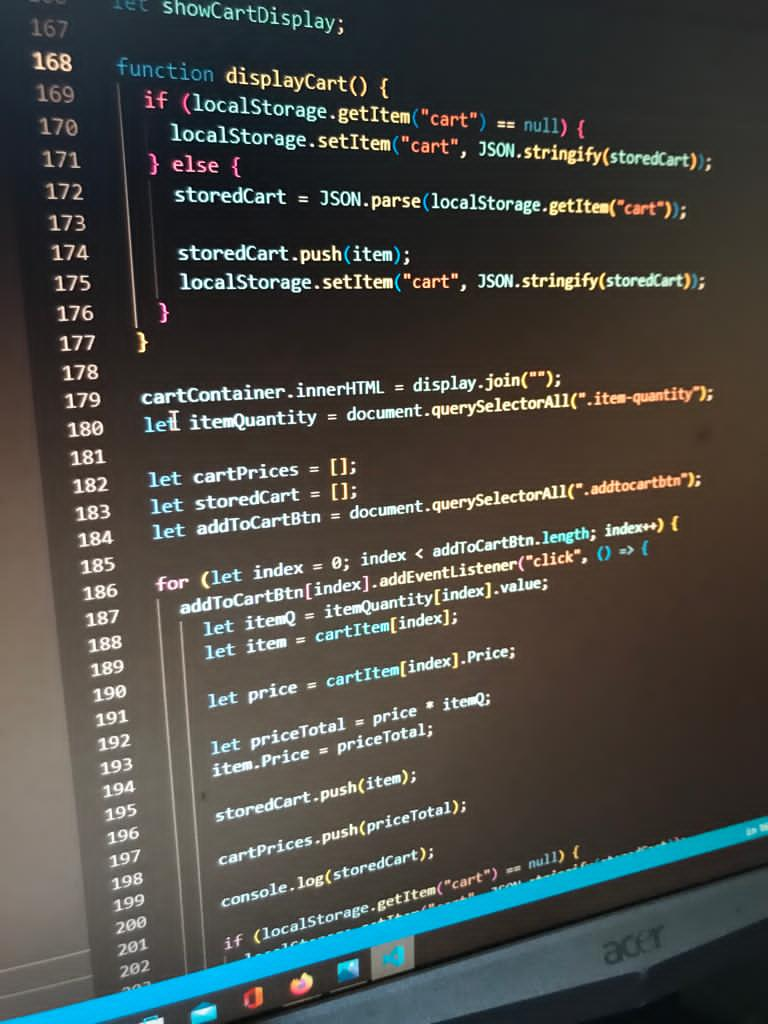 let showCartDisplay;
167
168 function displayCart() {
169 if (localStorage.getItem("cart") == null) {
170 localStorage.setItem("cart", JSON.stringify(storedCart));
171 } else {
172 storedCart = JSON.parse(localStorage.getItem("cart"));
173
174 storedCart.push(item);
175 localStorage.setItem("cart", JSON.stringify(storedCart));
176 }
177 }
178
179 cartContainer.innerHTML = display.join("");
180 let itemQuantity = document.querySelectorAll(".item-quantity");
181
182 let cartPrices = [];
183 let storedCart = [];
184 let addToCartBtn = document.querySelectorAll(".addtocartbtn");
185
186 for (let index = 0; index < addToCartBtn.length; index++) {
187 addToCartBtn[index].addEventListener("click", () => {
188 let itemQ = itemQuantity[index].value;
189 let item = cartItem[index];
190
191 let price = cartItem[index].Price;
192
193 let priceTotal = price * itemQ;
194 item.Price = priceTotal;
195
196 storedCart.push(item);
197
198 cartPrices.push(priceTotal);
199
200 console.log(storedCart);
201
202 if (localStorage.getItem("cart") == null) {
acer